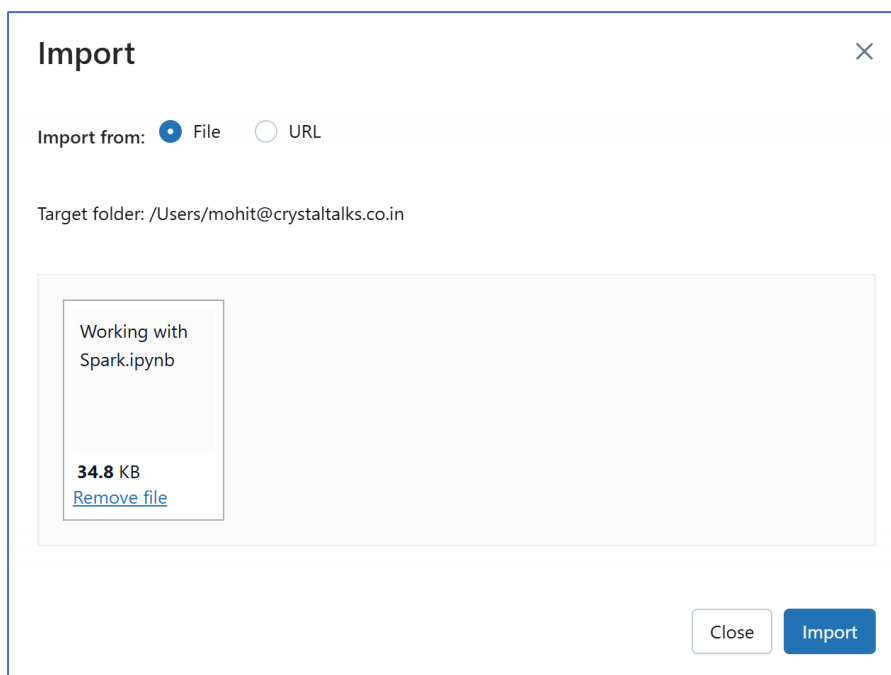 Import
Import from: File URL
Target folder: /Users/mohit@crystaltalks.co.in
Working with
Spark.ipynb
34.8 KB
Remove file
Close Import